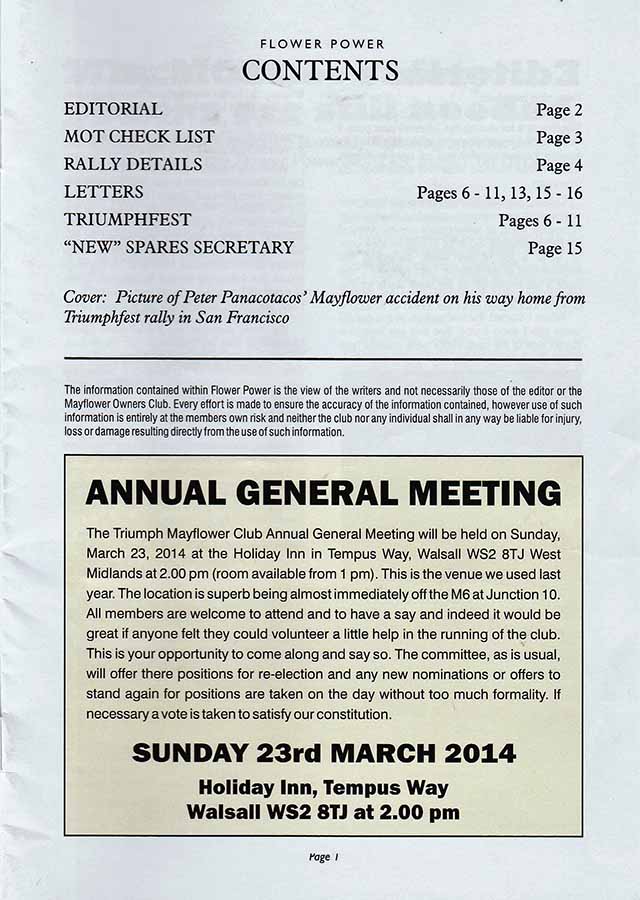 FLOWER POWER
CONTENTS
EDITORIAL Page 2
MOT CHECK LIST Page 3
RALLY DETAILS Page 4
LETTERS Pages 6 - 11, 13, 15 - 16
TRIUMPHFEST Pages 6 - 11
“NEW” SPARES SECRETARY Page 15
Cover: Picture of Peter Panacotacos’ Mayflower accident on his way home from
Triumphfest rally in San Francisco
The information contained within Flower Power is the view of the writers and not necessarily those of the editor or the
Mayflower Owners Club. Every effort is made to ensure the accuracy of the information contained, however use of such
information is entirely at the members own risk and neither the club nor any individual shall in any way be liable for injury,
loss or damage resulting directly from the use of such information.
ANNUAL GENERAL MEETING
The Triumph Mayflower Club Annual General Meeting will be held on Sunday,
March 23, 2014 at the Holiday Inn in Tempus Way, Walsall WS2 8TJ West
Midlands at 2.00 pm (room available from 1 pm). This is the venue we used last
year. The location is superb being almost immediately off the M6 at Junction 10.
All members are welcome to attend and to have a say and indeed it would be
great if anyone felt they could volunteer a little help in the running of the club.
This is your opportunity to come along and say so. The committee, as is usual,
will offer there positions for re-election and any new nominations or offers to
stand again for positions are taken on the day without too much formality. If
necessary a vote is taken to satisfy our constitution.
SUNDAY 23rd MARCH 2014
Holiday Inn, Tempus Way
Walsall WS2 8TJ at 2.00 pm
Page 1